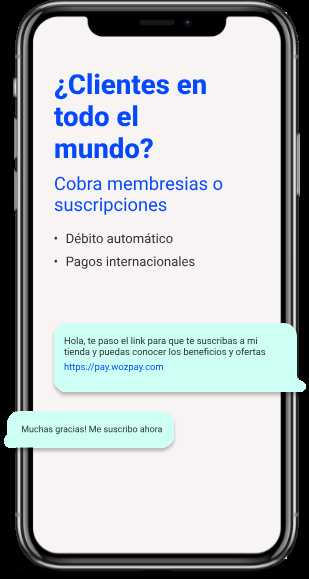 ¿Clientes en
todo el
mundo?
Cobra membresias o
suscripciones
• Débito automático
• Pagos internacionales
Hola, te paso el link para que te suscribas a mi
tienda y puedas conocer los beneficios y ofertas
https://pay.wozpay.com
Muchas gracias! Me suscribo ahora